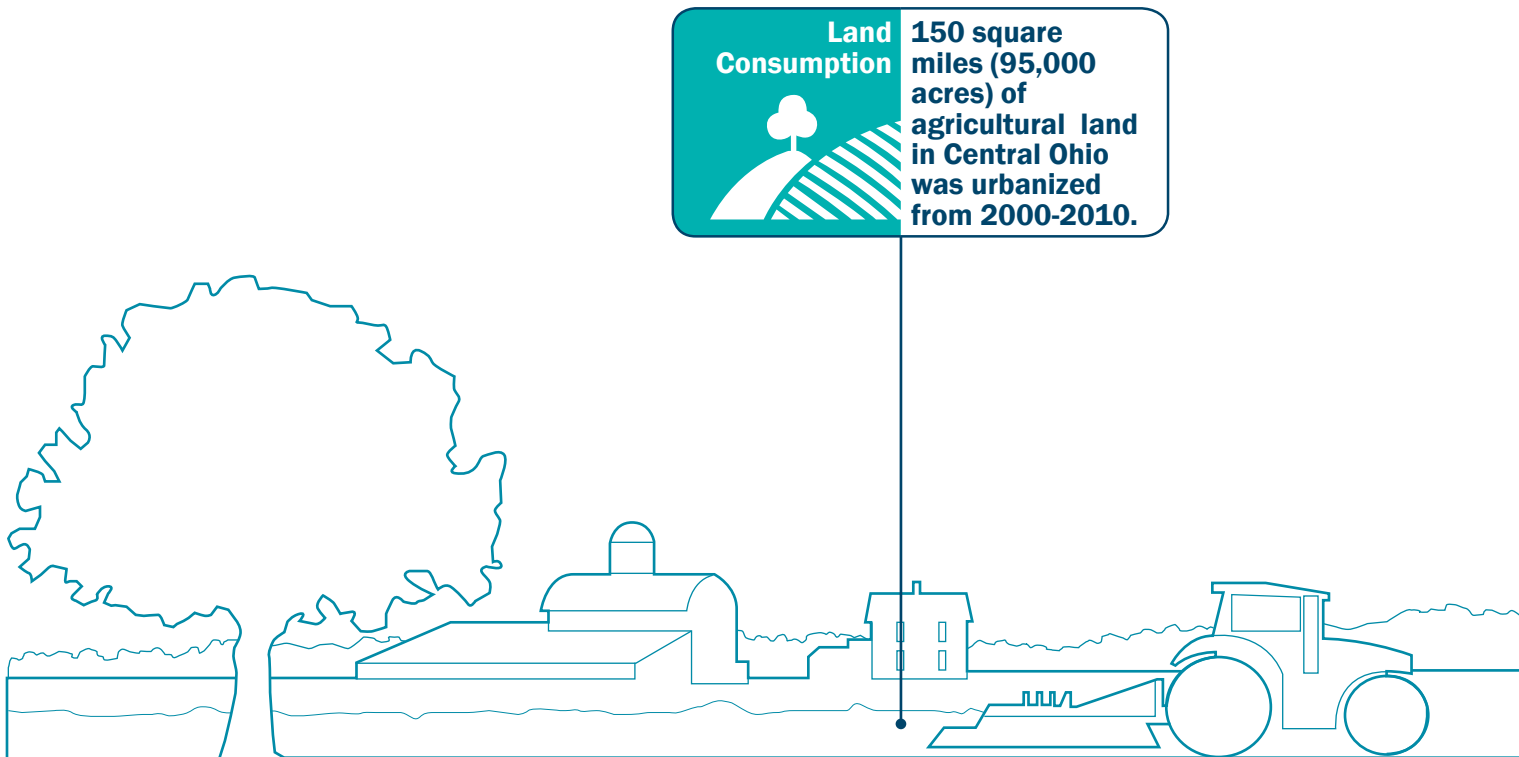 Land
Consumption
150 square
miles (95,000
acres) of
agricultural land
in Central Ohio
was urbanized
from 2000-2010.